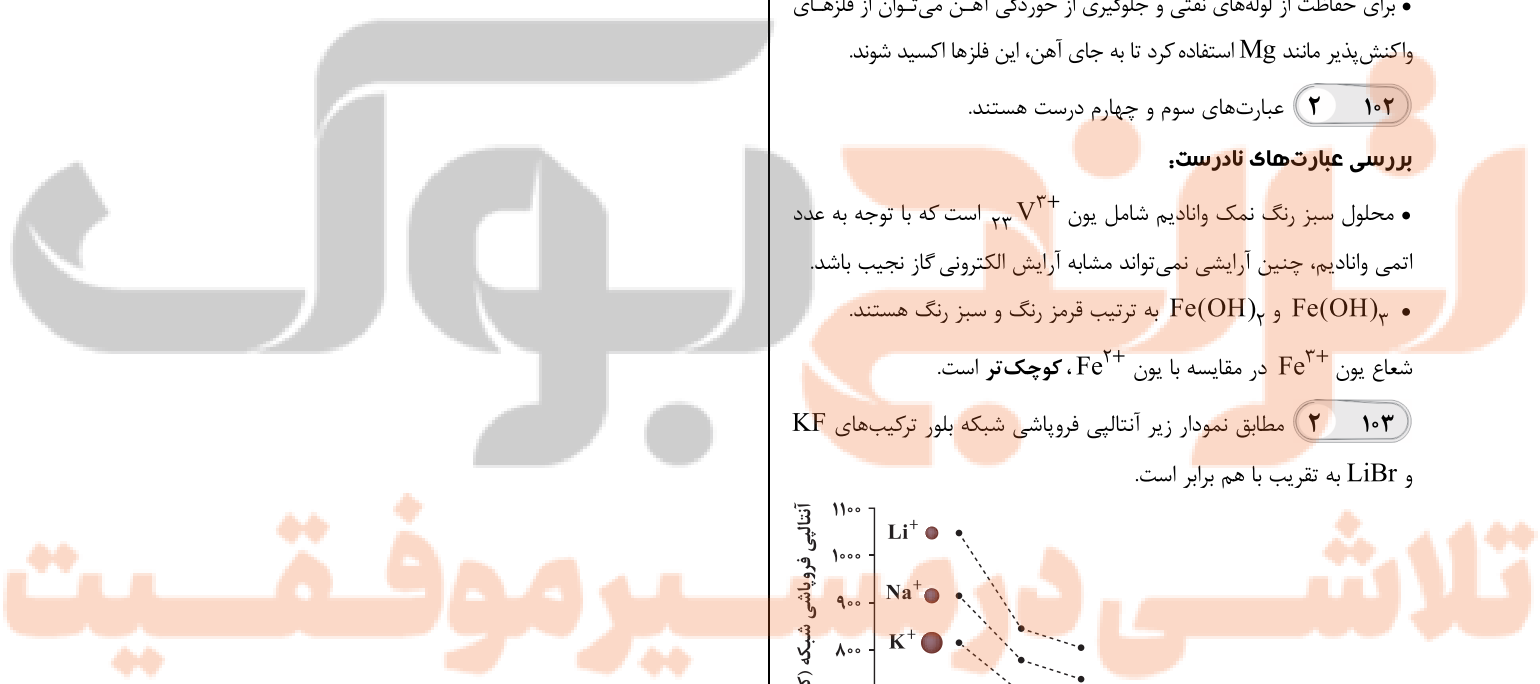 • برای حفاظت از لوله‌های نفتی و جلوگیری از خوردگی آهـن می‌تـوان از فلزهـای
واکنش‌پذیر مانند Mg استفاده کرد تا به جای آهن، این فلزها اکسید شوند.
۱۰۲ ۲ عبارت‌های سوم و چهارم درست هستند.
بررسی عبارت‌های نادرست:
• محلول سبز رنگ نمک وانادیم شامل یون ₂₃V³⁺ است که با توجه به عدد
اتمی وانادیم، چنین آرایشی نمی‌تواند مشابه آرایش الکترونی گاز نجیب باشد.
• Fe(OH)₃ و Fe(OH)₂ به ترتیب قرمز رنگ و سبز رنگ هستند.
شعاع یون Fe³⁺ در مقایسه با یون Fe²⁺، کوچک‌تر است.
۱۰۳ ۲ مطابق نمودار زیر آنتالپی فروپاشی شبکه بلور ترکیب‌های KF
و LiBr به تقریب با هم برابر است.
آنتالپی فروپاشی شبکه
۱۱۰۰
Li⁺
۱۰۰۰
Na⁺
۹۰۰
K⁺
۸۰۰
ترنج بوک
تلاشی در مسیر موفقیت